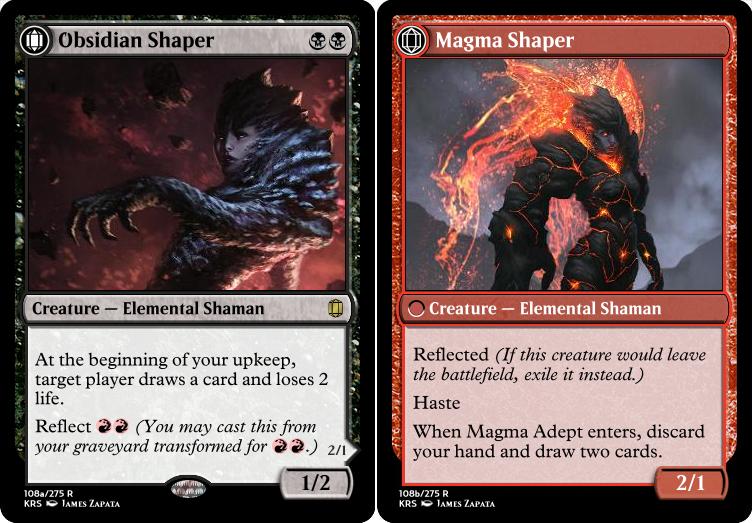 Obsidian Shaper
Creature — Elemental Shaman
At the beginning of your upkeep,
target player draws a card and loses 2
life.
Reflect (You may cast this from
your graveyard transformed for .)
2/1
1/2
108a/275 R
KRS James Zapata
Magma Shaper
Creature — Elemental Shaman
Reflected (If this creature would leave
the battlefield, exile it instead.)
Haste
When Magma Adept enters, discard
your hand and draw two cards.
2/1
108b/275 R
KRS James Zapata